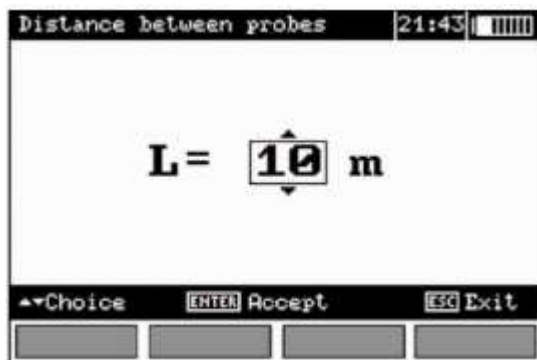 Distance between probes 21:43
L= 10 m
▲▼Choice ENTER Accept ESC Exit